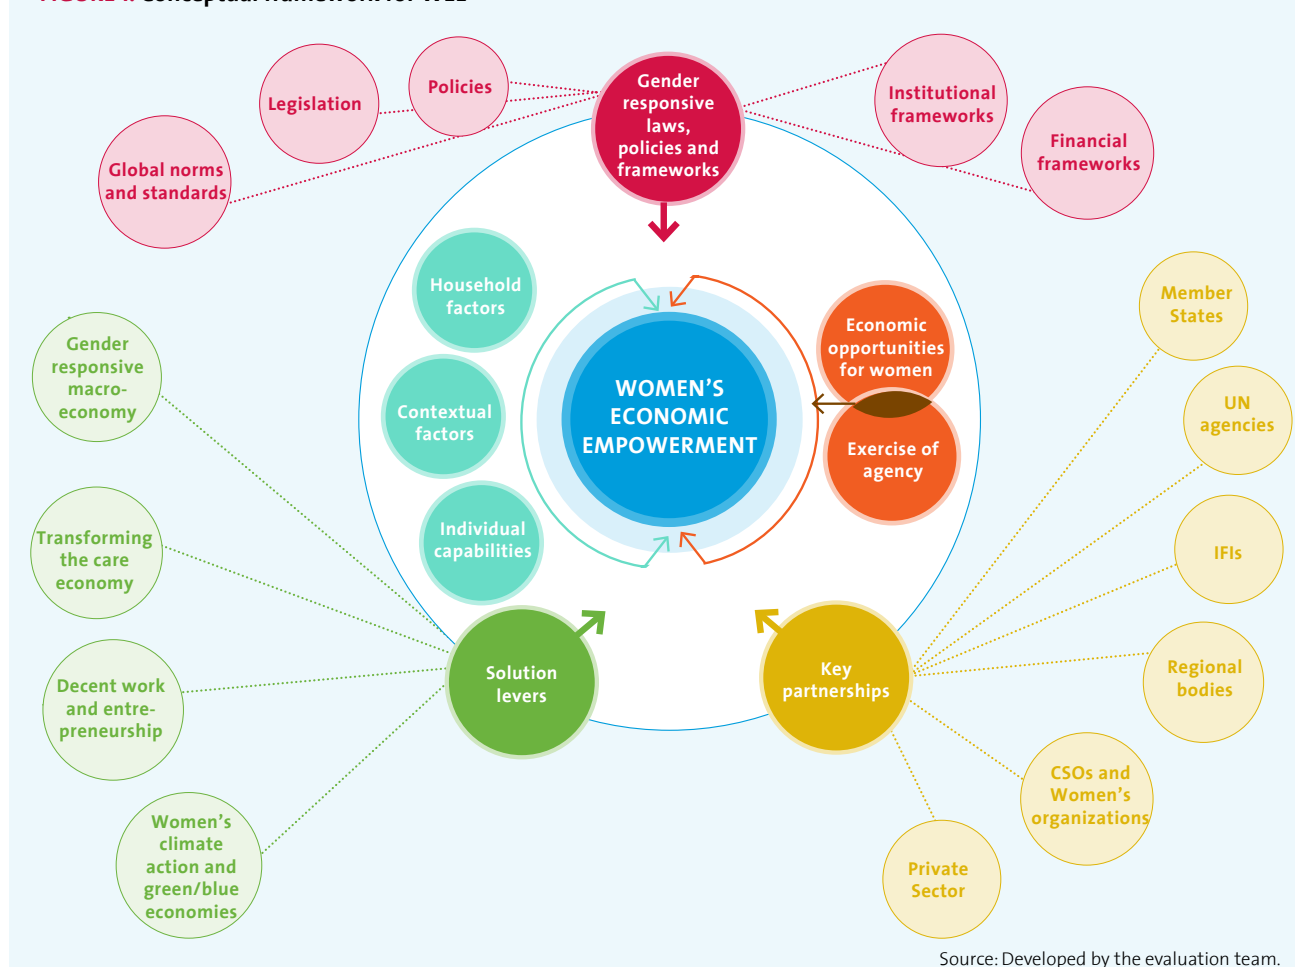 Policies
Legislation
Global norms
and standards
Gender
responsive
laws,
policies and
frameworks
Institutional
frameworks
Financial
frameworks
Household
factors
Contextual
factors
Individual
capabilities
WOMEN'S
ECONOMIC
EMPOWERMENT
Economic
opportunities
for women
Exercise of
agency
Gender
responsive
macro-
economy
Transforming
the care
economy
Decent work
and entre-
preneurship
Women's
climate
action and
green/blue
economies
Solution
levers
Key
partnerships
Member
States
UN
agencies
IFIs
Regional
bodies
CSOs and
Women's
organizations
Private
Sector
Source: Developed by the evaluation team.